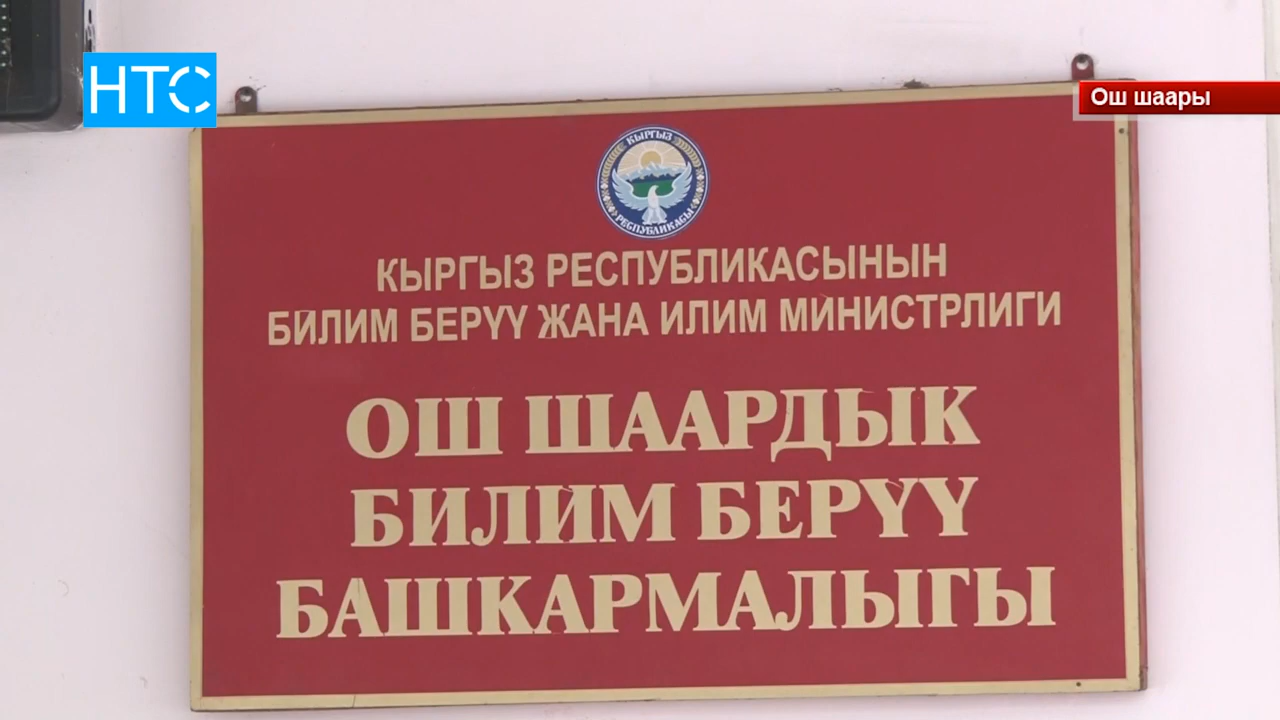 НТС
Ош шаары
КЫРГЫЗ
РЕСПУБЛИКАСЫ
КЫРГЫЗ РЕСПУБЛИКАСЫНЫН
БИЛИМ БЕРҮҮ ЖАНА ИЛИМ МИНИСТРЛИГИ
ОШ ШААРДЫК
БИЛИМ БЕРҮҮ
БАШКАРМАЛЫГЫ